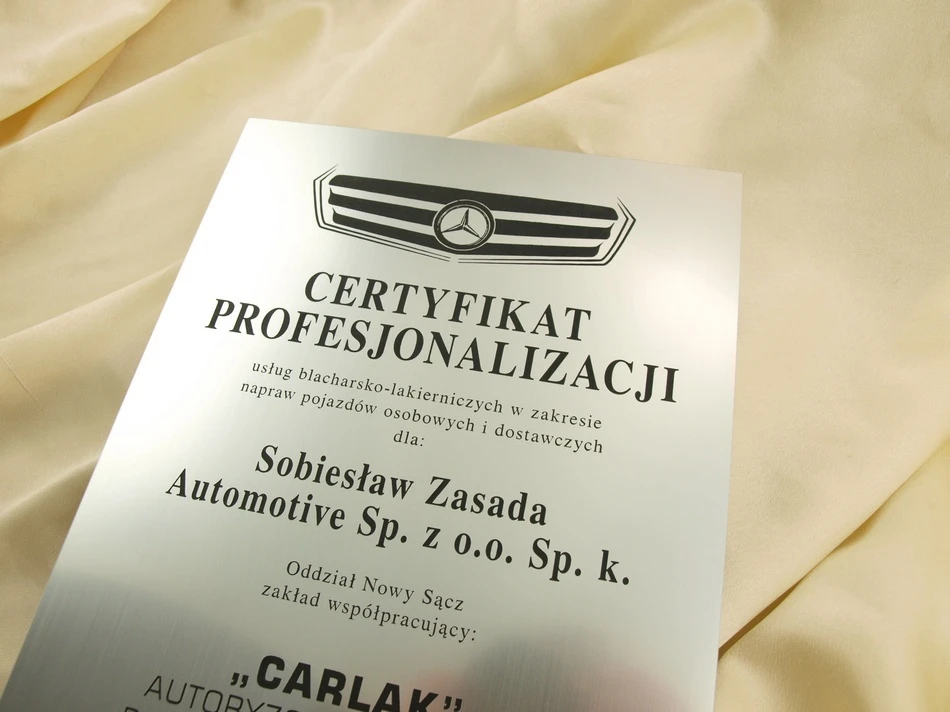 CERTYFIKAT
PROFESJONALIZACJI
usług blacharsko-lakierniczych w zakresie
napraw pojazdów osobowych i dostawczych
dla:
Sobiesław Zasada
Automotive Sp. z o.o. Sp. k.
Oddział Nowy Sącz
zakład współpracujący:
„CARLAK”